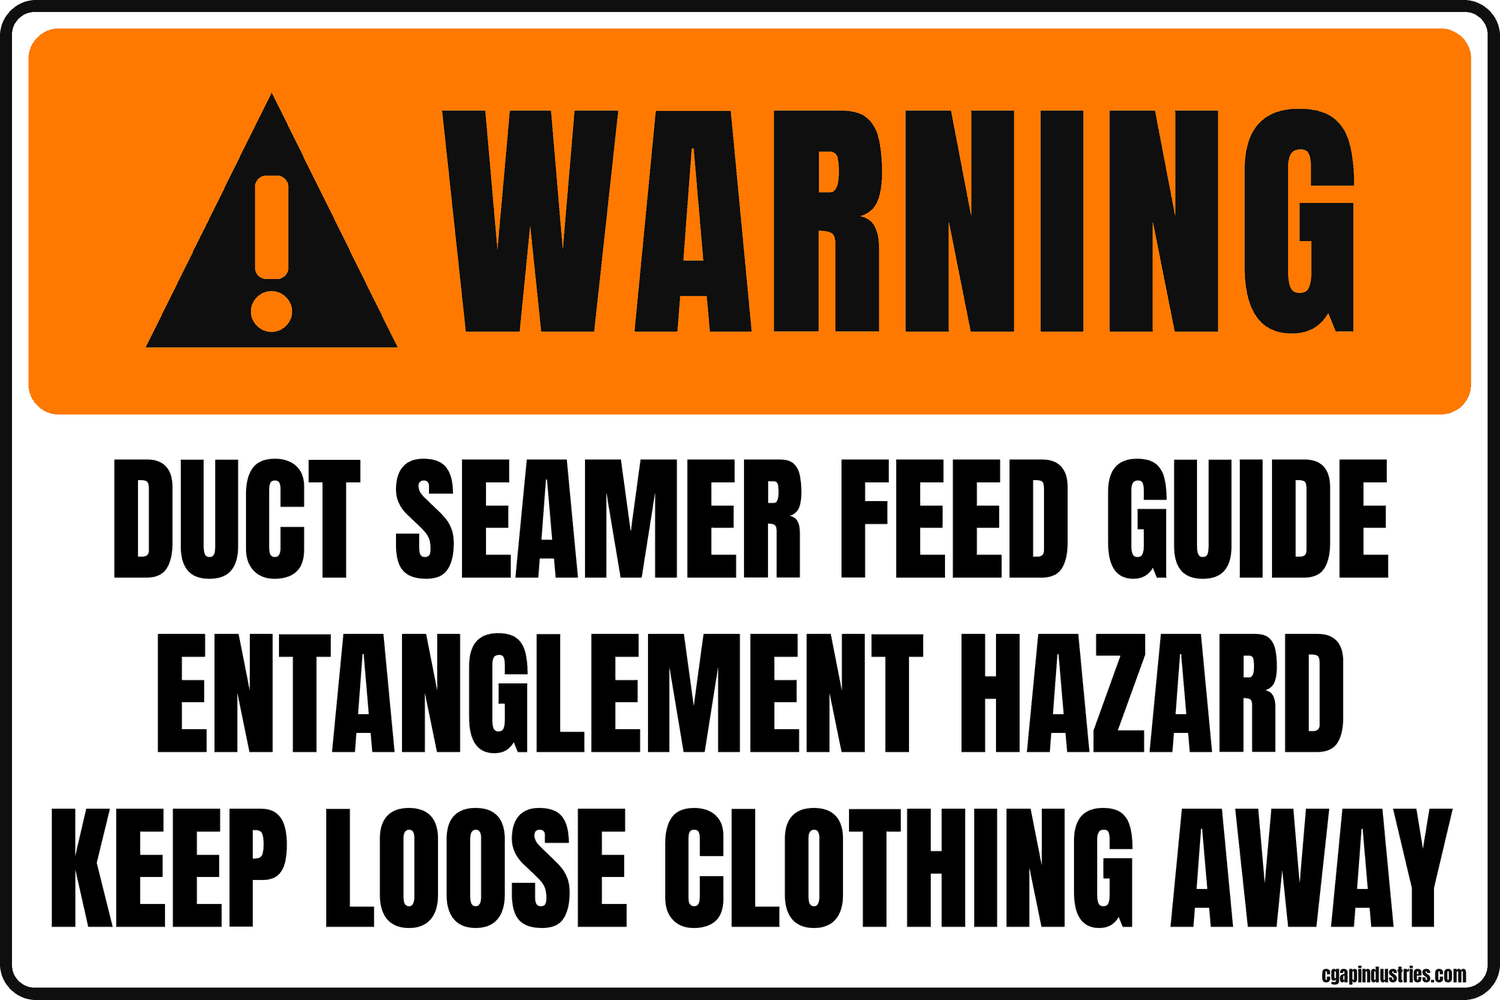 WARNING
DUCT SEAMER FEED GUIDE
ENTANGLEMENT HAZARD
KEEP LOOSE CLOTHING AWAY
cgapindustries.com